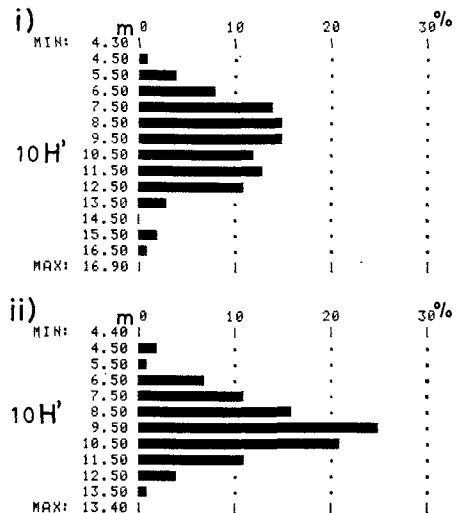 i)
m 0 10 20 30%
MIN: 4.30
4.50
5.50
6.50
7.50
8.50
9.50
10H' 10.50
11.50
12.50
13.50
14.50
15.50
16.50
MAX: 16.90
ii)
m 0 10 20 30%
MIN: 4.40
4.50
5.50
6.50
7.50
8.50
10H' 9.50
10.50
11.50
12.50
13.50
MAX: 13.40